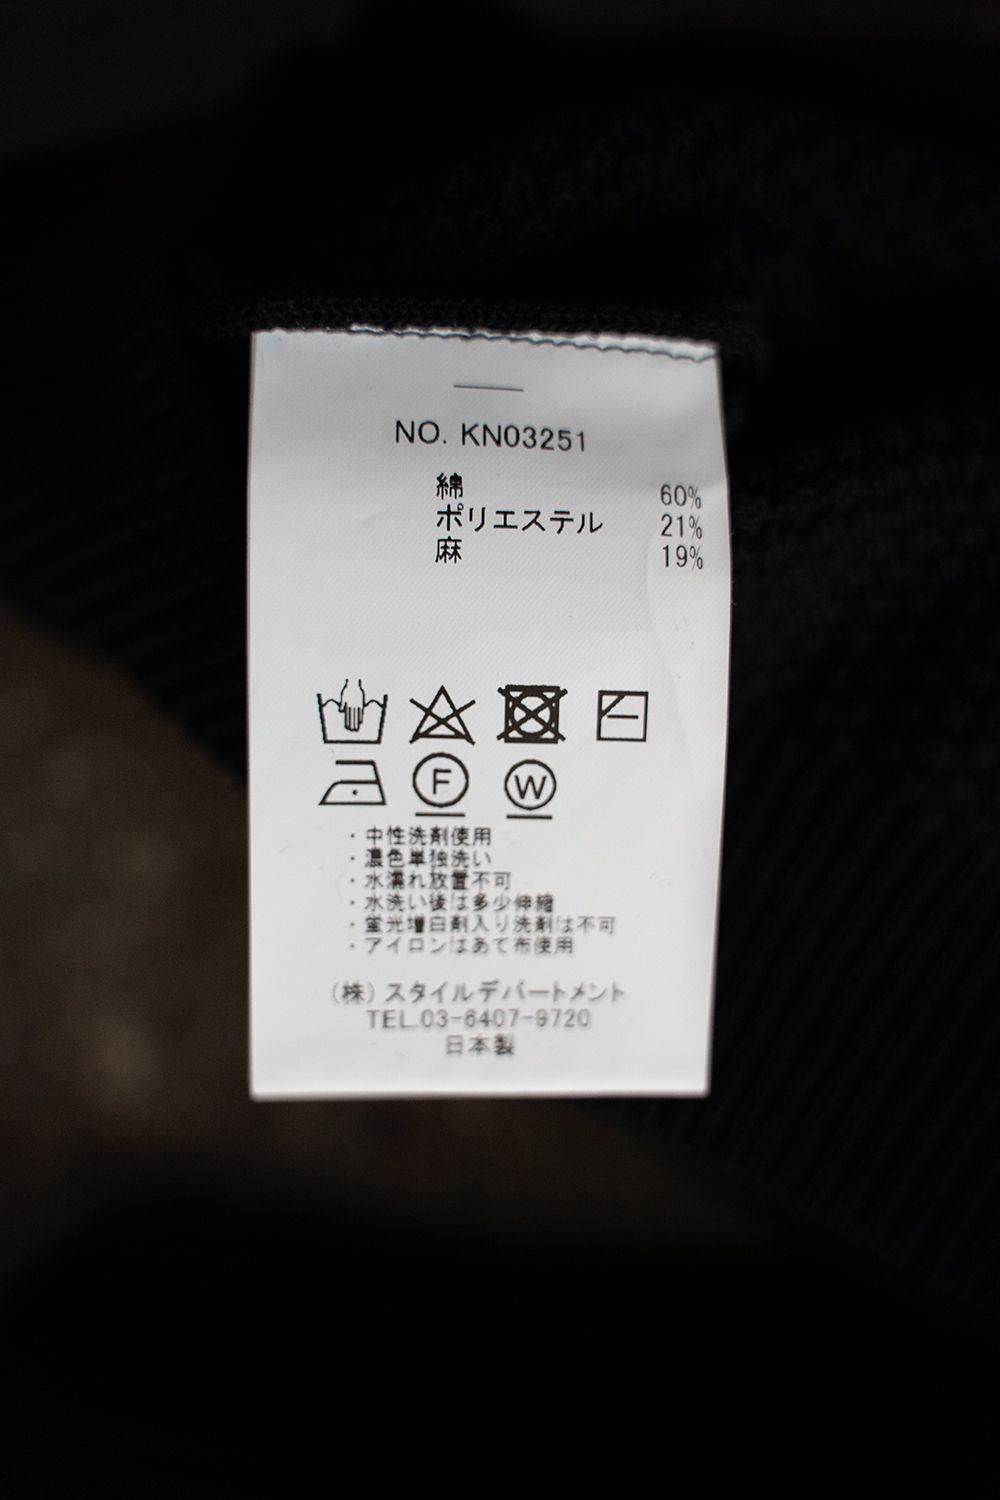 NO. KN03251
綿 60%
ポリエステル 21%
麻 19%
F W
・中性洗剤使用
・濃色単独洗い
・水濡れ放置不可
・水洗い後は多少伸縮
・蛍光増白剤入り洗剤は不可
・アイロンはあて布使用
(株)スタイルデパートメント
TEL.03-6407-9720
日本製